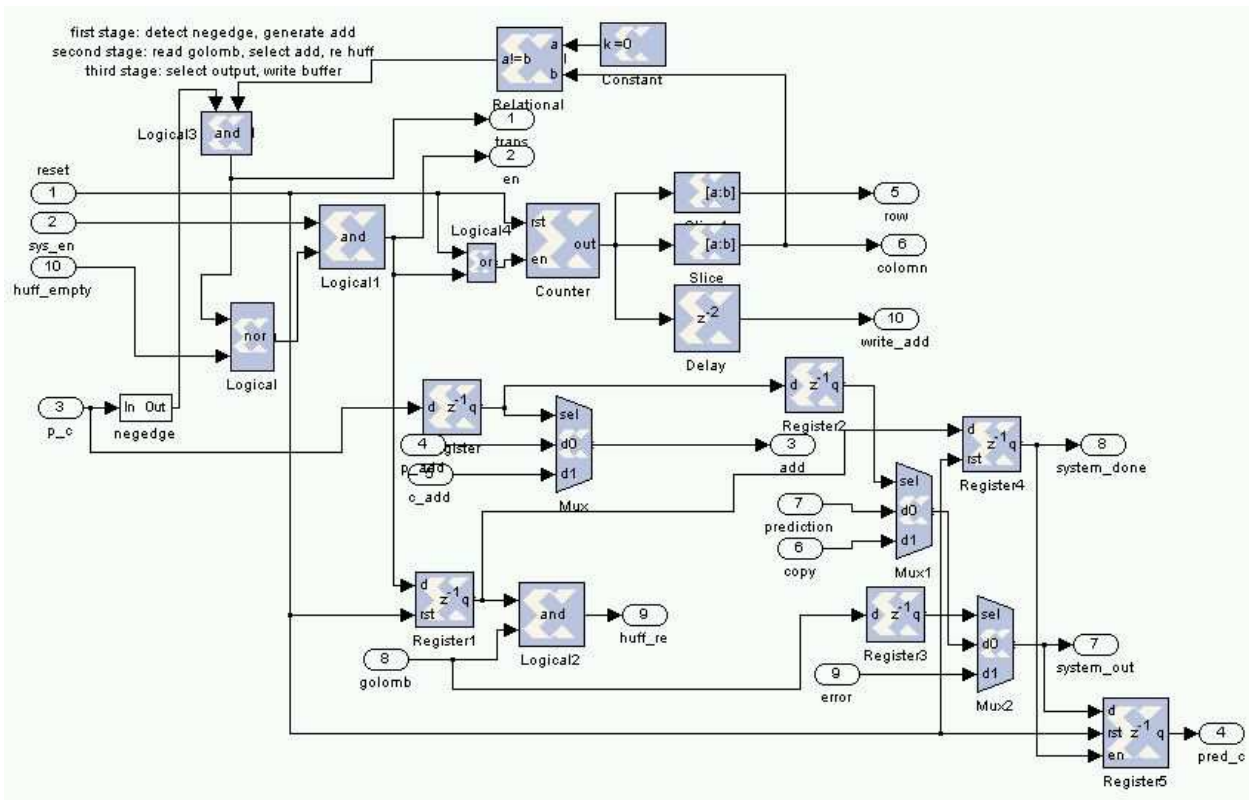 first stage: detect negedge, generate add
second stage: read golomb, select add, re huff
third stage: select output, write buffer
a
a!=b
b
Relational
k =0
Constant
and
Logical3
1
trans
2
en
reset
1
2
sys_en
10
huff_empty
and
Logical1
Logical4
or
rst
out
en
Counter
[a:b]
5
row
[a:b]
Slice
6
colomn
z-2
Delay
10
write_add
nor
Logical
3
p_c
In Out
negedge
d z-1 q
4
p_add
c_add
sel
d0
d1
Mux
3
add
d z-1 q
Register2
7
prediction
6
copy
sel
d0
d1
Mux1
d
z-1 q
rst
Register4
8
system_done
d
z-1 q
rst
Register1
and
Logical2
9
huff_re
8
golomb
d z-1 q
Register3
9
error
sel
d0
d1
Mux2
7
system_out
d
rst z-1 q
en
Register5
4
pred_c